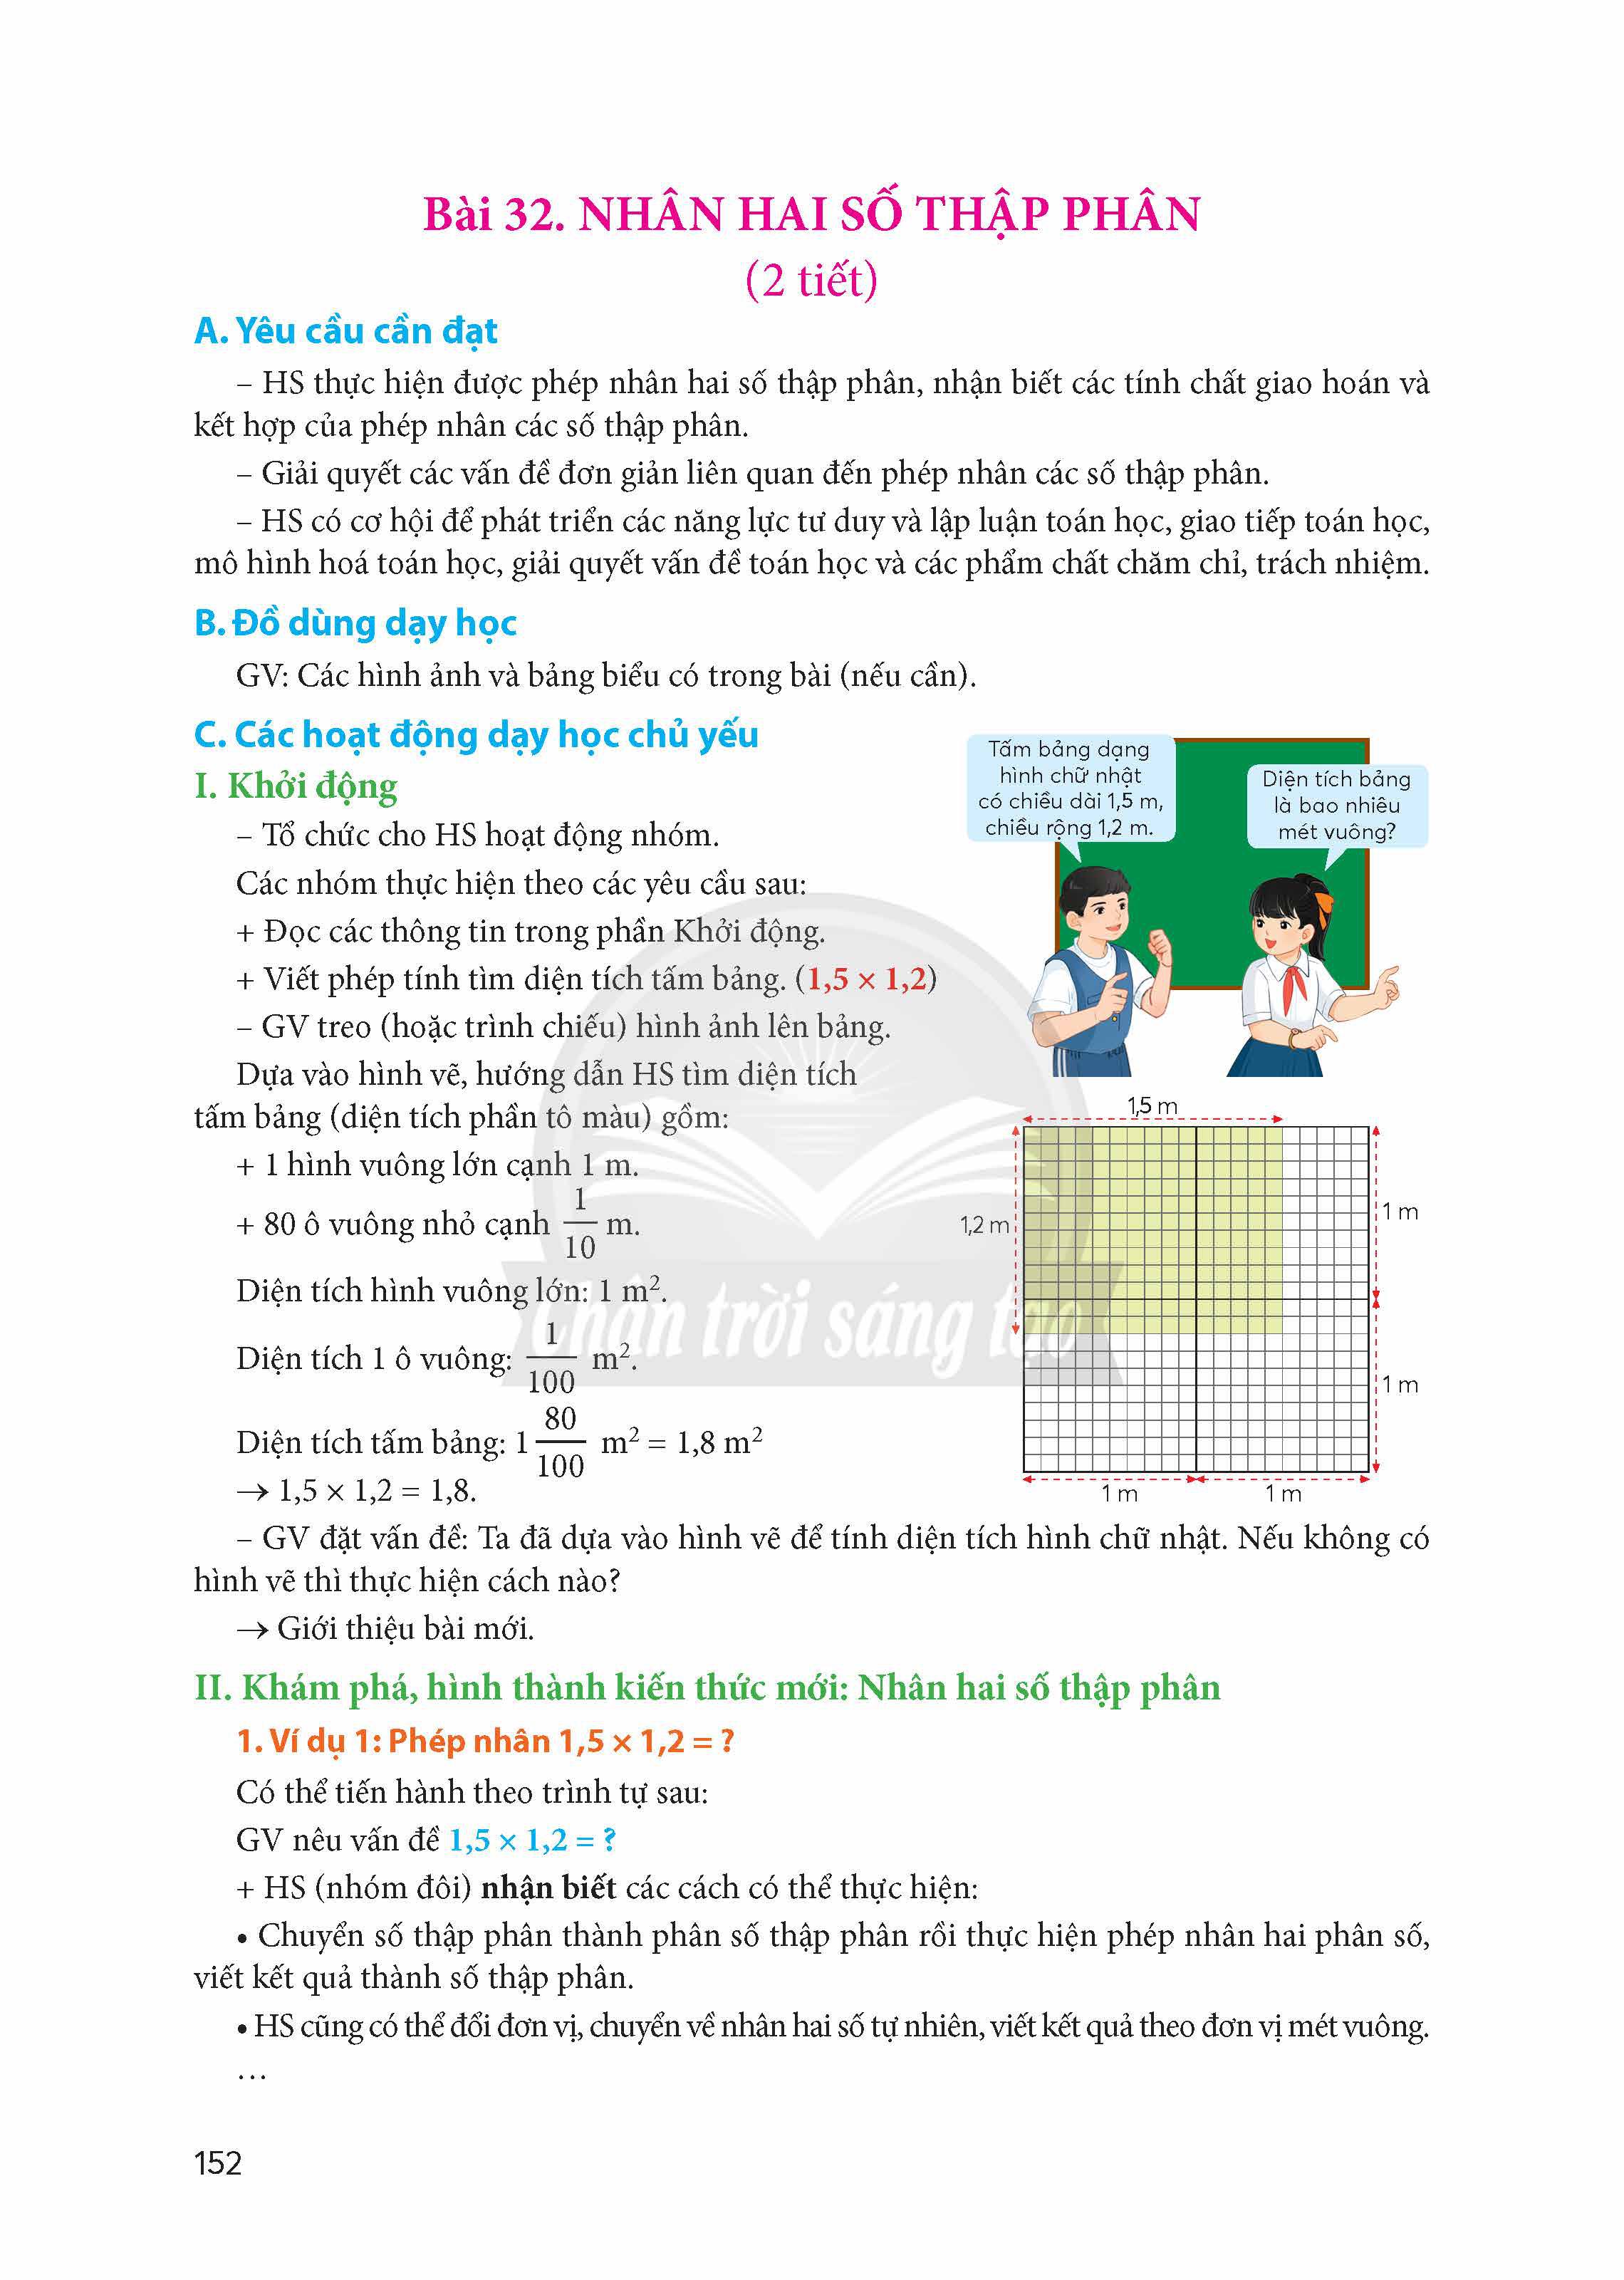 Bài 32. NHÂN HAI SỐ THẬP PHÂN
(2 tiết)
A. Yêu cầu cần đạt
– HS thực hiện được phép nhân hai số thập phân, nhận biết các tính chất giao hoán và
kết hợp của phép nhân các số thập phân.
– Giải quyết các vấn đề đơn giản liên quan đến phép nhân các số thập phân.
– HS có cơ hội để phát triển các năng lực tư duy và lập luận toán học, giao tiếp toán học,
mô hình hoá toán học, giải quyết vấn đề toán học và các phẩm chất chăm chỉ, trách nhiệm.
B. Đồ dùng dạy học
GV: Các hình ảnh và bảng biểu có trong bài (nếu cần).
C. Các hoạt động dạy học chủ yếu
I. Khởi động
– Tổ chức cho HS hoạt động nhóm.
Các nhóm thực hiện theo các yêu cầu sau:
+ Đọc các thông tin trong phần Khởi động.
+ Viết phép tính tìm diện tích tấm bảng. (1,5 × 1,2)
– GV treo (hoặc trình chiếu) hình ảnh lên bảng.
Dựa vào hình vẽ, hướng dẫn HS tìm diện tích
tấm bảng (diện tích phần tô màu) gồm:
+ 1 hình vuông lớn cạnh 1 m.
+ 80 ô vuông nhỏ cạnh 1/10 m.
Diện tích hình vuông lớn: 1 m².
Diện tích 1 ô vuông: 1/100 m².
Diện tích tấm bảng: 1 80/100 m² = 1,8 m²
→ 1,5 × 1,2 = 1,8.
Tấm bảng dạng
hình chữ nhật
có chiều dài 1,5 m,
chiều rộng 1,2 m.
Diện tích bảng
là bao nhiêu
mét vuông?
1,5 m
1,2 m
1 m
1 m
1 m
1 m
Chân trời sáng tạo
– GV đặt vấn đề: Ta đã dựa vào hình vẽ để tính diện tích hình chữ nhật. Nếu không có
hình vẽ thì thực hiện cách nào?
→ Giới thiệu bài mới.
II. Khám phá, hình thành kiến thức mới: Nhân hai số thập phân
1. Ví dụ 1: Phép nhân 1,5 × 1,2 = ?
Có thể tiến hành theo trình tự sau:
GV nêu vấn đề 1,5 × 1,2 = ?
+ HS (nhóm đôi) nhận biết các cách có thể thực hiện:
• Chuyển số thập phân thành phân số thập phân rồi thực hiện phép nhân hai phân số,
viết kết quả thành số thập phân.
• HS cũng có thể đổi đơn vị, chuyển về nhân hai số tự nhiên, viết kết quả theo đơn vị mét vuông.
…
152